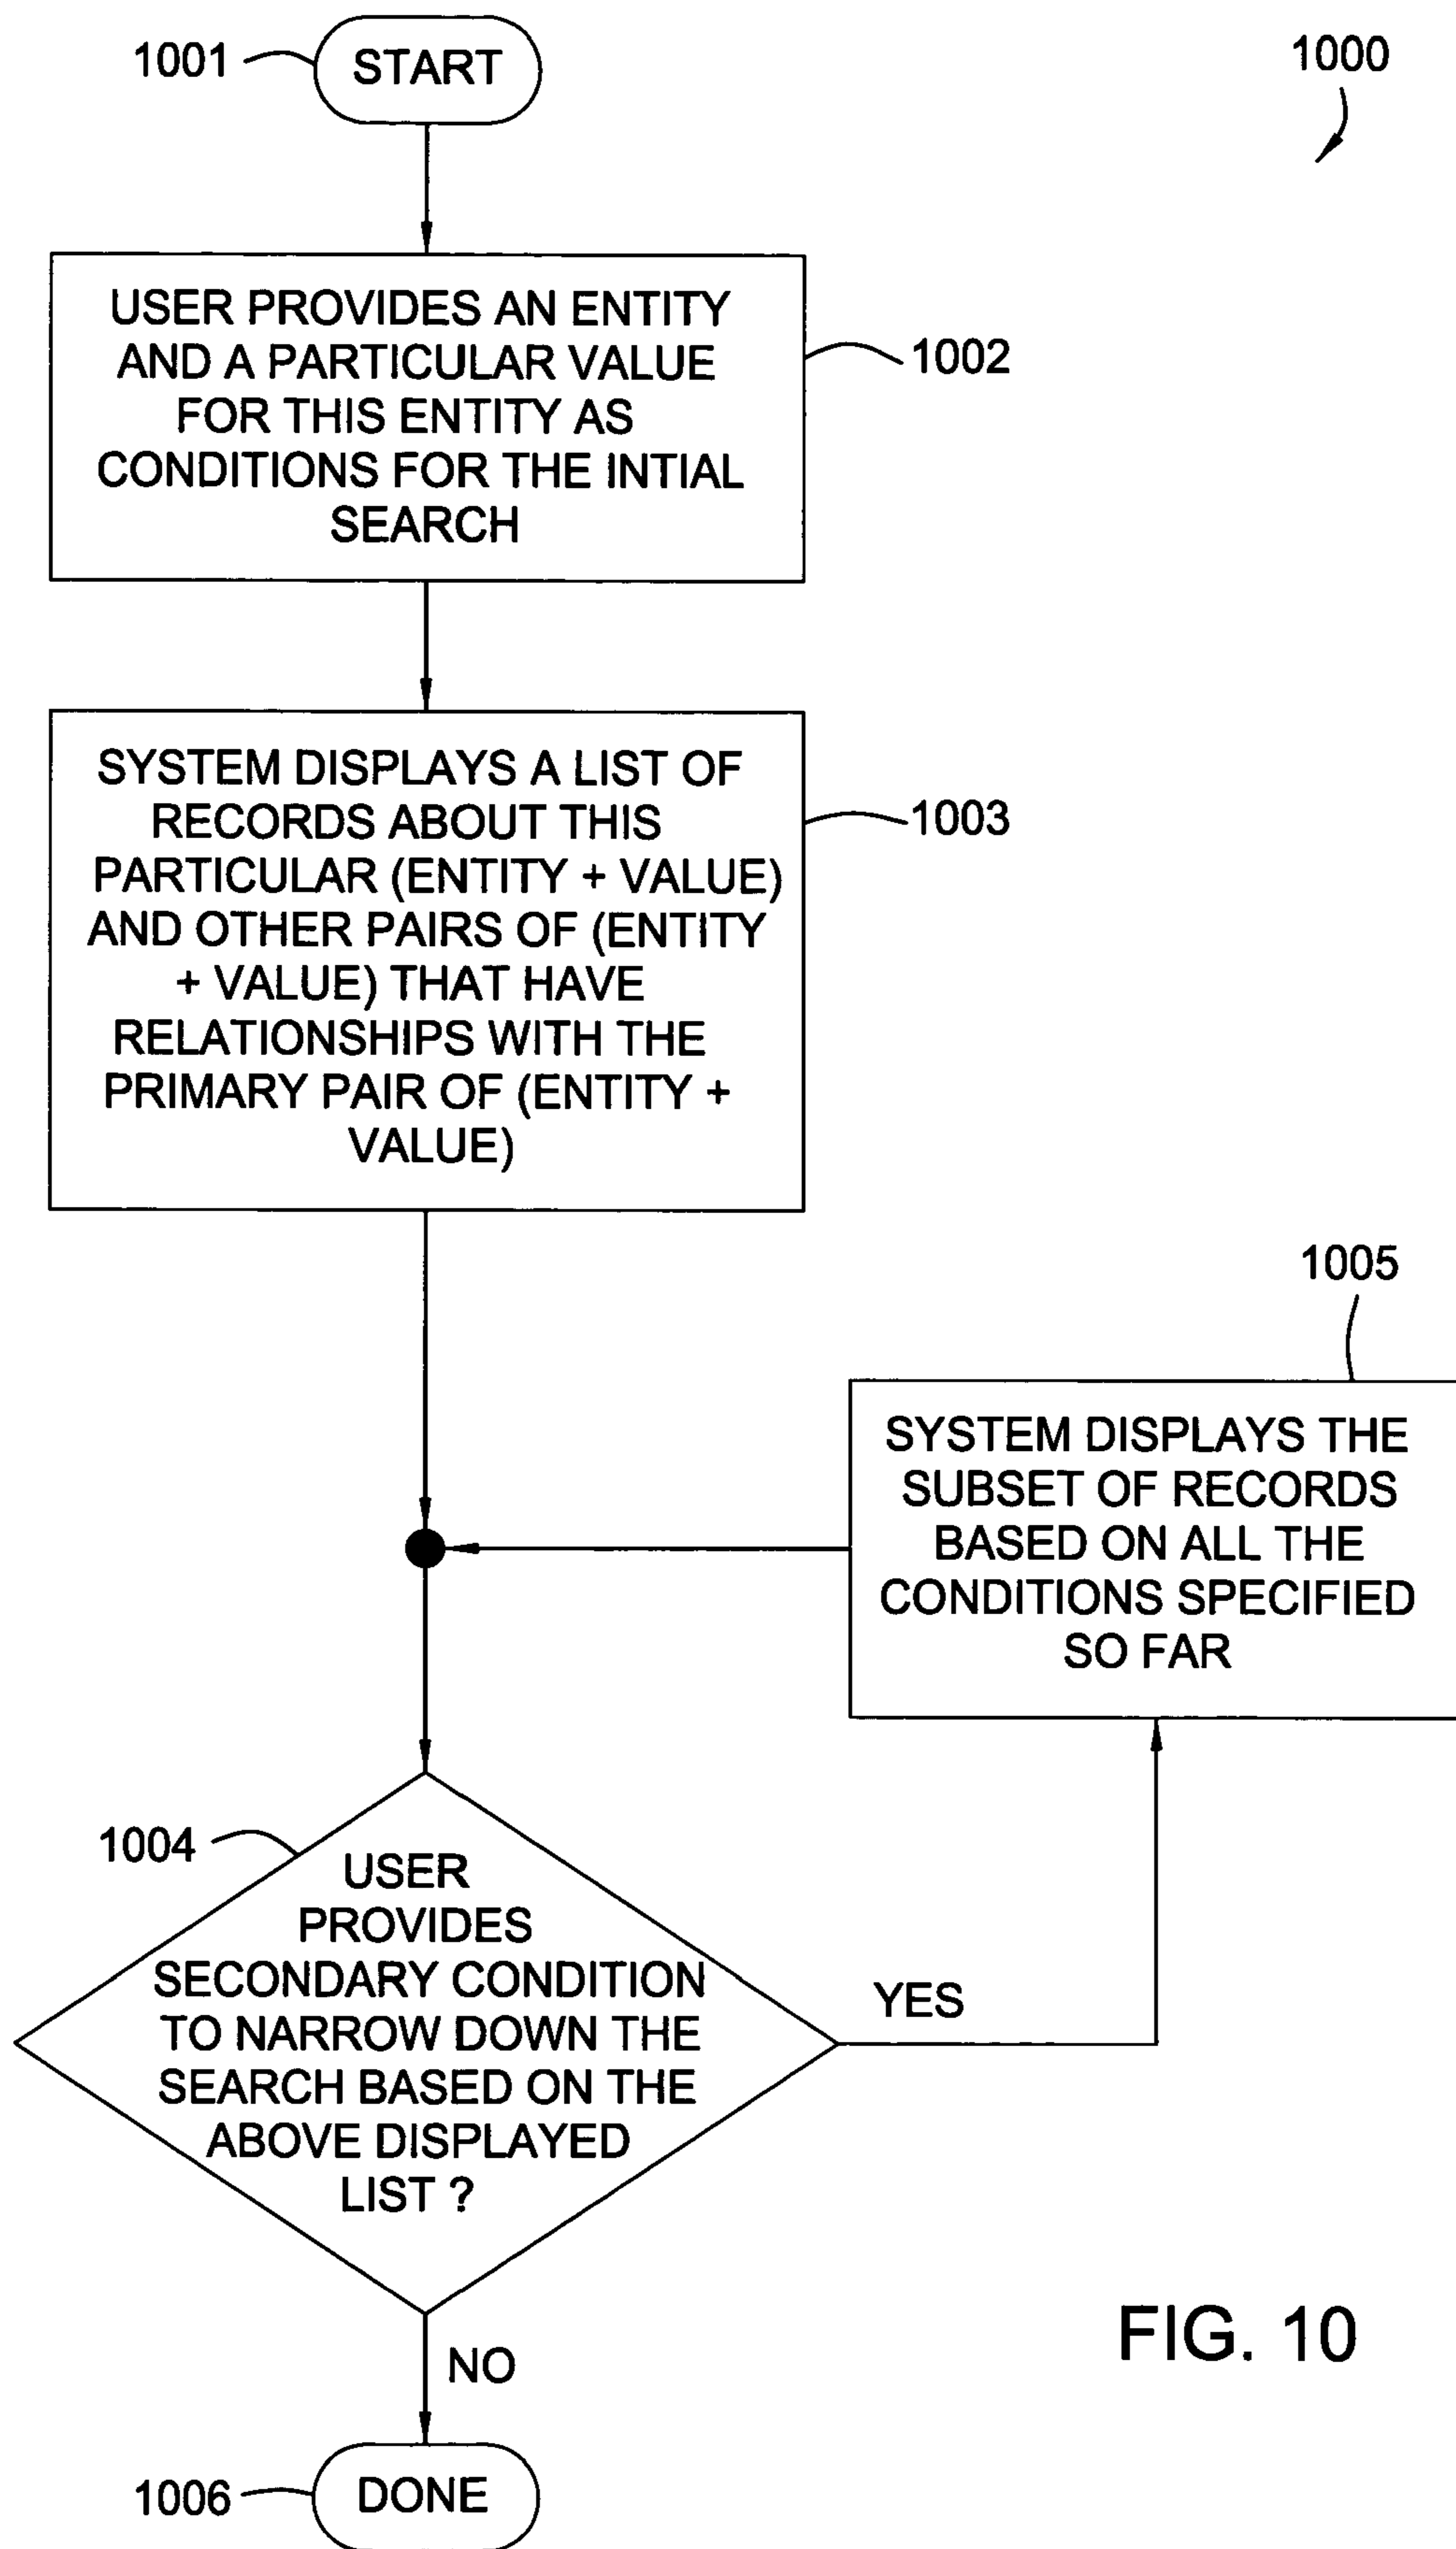 1001
START
1000
USER PROVIDES AN ENTITY
AND A PARTICULAR VALUE
FOR THIS ENTITY AS
CONDITIONS FOR THE INTIAL
SEARCH
1002
SYSTEM DISPLAYS A LIST OF
RECORDS ABOUT THIS
PARTICULAR (ENTITY + VALUE)
AND OTHER PAIRS OF (ENTITY
+ VALUE) THAT HAVE
RELATIONSHIPS WITH THE
PRIMARY PAIR OF (ENTITY +
VALUE)
1003
1005
SYSTEM DISPLAYS THE
SUBSET OF RECORDS
BASED ON ALL THE
CONDITIONS SPECIFIED
SO FAR
1004
USER
PROVIDES
SECONDARY CONDITION
TO NARROW DOWN THE
SEARCH BASED ON THE
ABOVE DISPLAYED
LIST ?
YES
NO
1006
DONE
FIG. 10